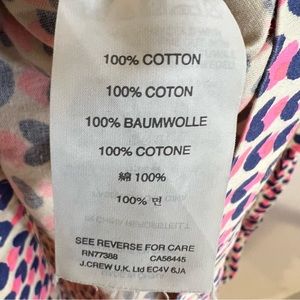 100% COTTON
100% COTON
100% BAUMWOLLE
100% COTONE
綿 100%
100% 면
SEE REVERSE FOR CARE
RN77388 CA56445
J.CREW U.K. Ltd EC4V 6JA